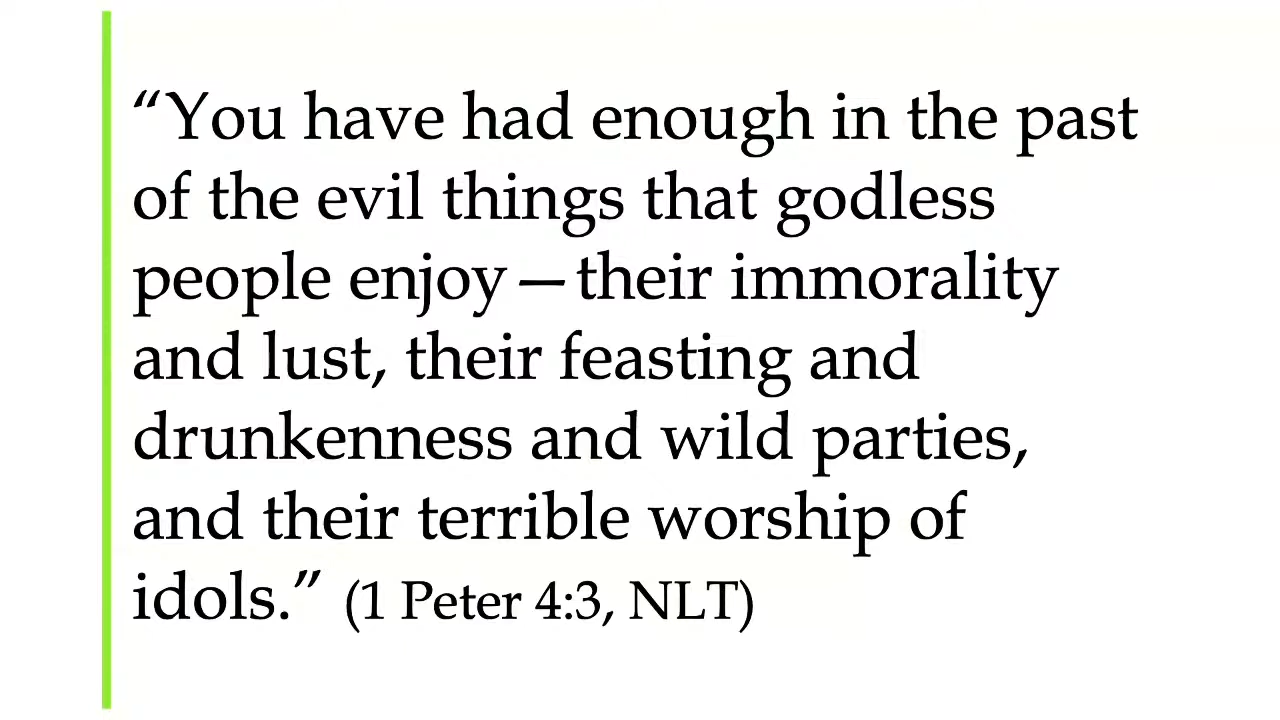 “You have had enough in the past
of the evil things that godless
people enjoy—their immorality
and lust, their feasting and
drunkenness and wild parties,
and their terrible worship of
idols.” (1 Peter 4:3, NLT)